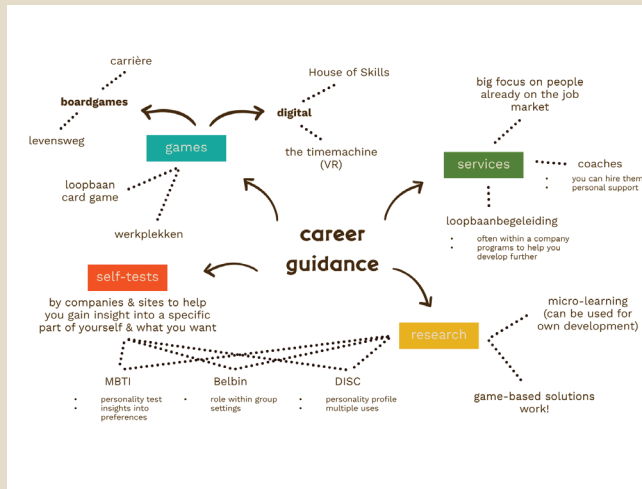 carrière
boardgames
levensweg
games
loopbaan
card game
werkplekken
House of Skills
digital
the timemachine
(VR)
big focus on people
already on the job
market
services
coaches
• you can hire them
• personal support
loopbaanbegeleiding
• often within a company
• programs to help you
develop further
career
guidance
self-tests
by companies & sites to help
you gain insight into a specific
part of yourself & what you want
MBTI
• personality test
• insights into
preferences
Belbin
• role within group
settings
DISC
• personality profile
• multiple uses
research
micro-learning
(can be used for
own development)
game-based solutions
work!